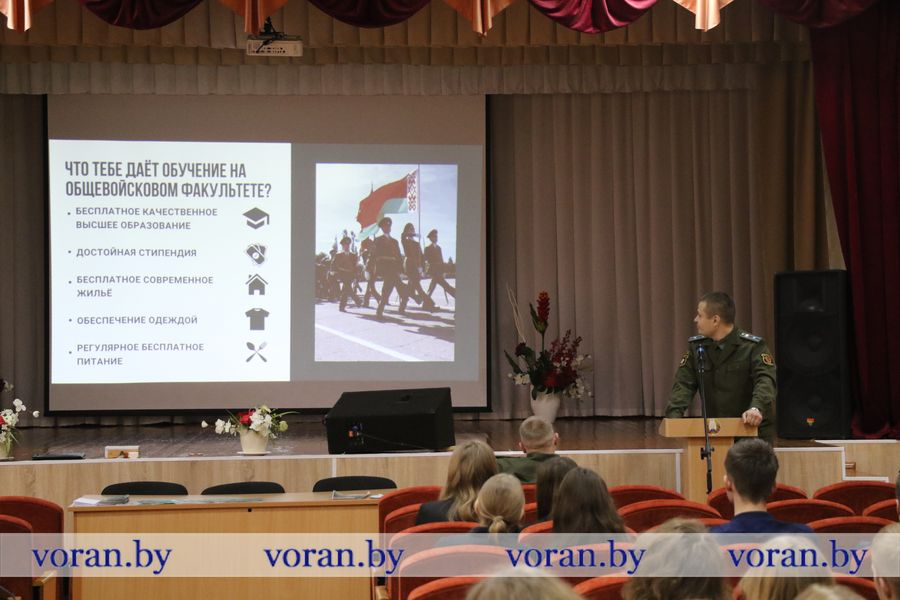 ЧТО ТЕБЕ ДАЁТ ОБУЧЕНИЕ НА
ОБЩЕВОЙСКОВОМ ФАКУЛЬТЕТЕ?
• БЕСПЛАТНОЕ КАЧЕСТВЕННОЕ
ВЫСШЕЕ ОБРАЗОВАНИЕ
• ДОСТОЙНАЯ СТИПЕНДИЯ
• БЕСПЛАТНОЕ СОВРЕМЕННОЕ
ЖИЛЬЁ
• ОБЕСПЕЧЕНИЕ ОДЕЖДОЙ
• РЕГУЛЯРНОЕ БЕСПЛАТНОЕ
ПИТАНИЕ
voran.by voran.by voran.by voran.by